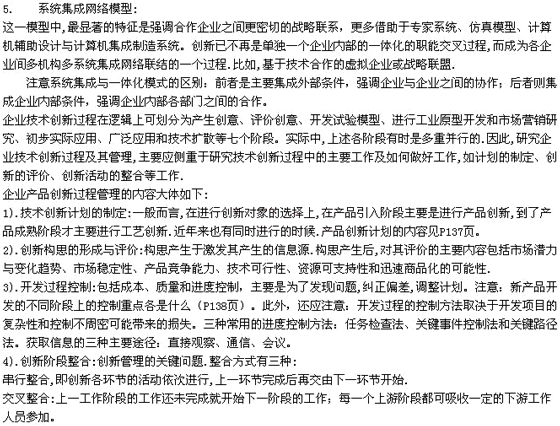 5.    系统集成网络模型:
这一模型中,最显著的特征是强调合作企业之间更密切的战略联系，更多借助于专家系统、仿真模型、计算
机辅助设计与计算机集成制造系统。创新已不再是单独一个企业内部的一体化的职能交叉过程,而成为各企
业间多机构多系统集成网络联结的一个过程.比如,基于技术合作的虚拟企业或战略联盟.
注意系统集成与一体化模式的区别：前者是主要集成外部条件，强调企业与企业之间的协作；后者则集
成企业内部条件，强调企业内部各部门之间的合作。
企业技术创新过程在逻辑上可划分为产生创意、评价创意、开发试验模型、进行工业原型开发和市场营销研
究、初步实际应用、广泛应用和技术扩散等七个阶段。实际中,上述各阶段有时是多重并行的.因此,研究企
业技术创新过程及其管理,主要应侧重于研究技术创新过程中的主要工作及如何做好工作,如计划的制定、创
新的评价、创新活动的整合等工作.
企业产品创新过程管理的内容大体如下:
1).技术创新计划的制定:一般而言,在进行创新对象的选择上,在产品引入阶段主要是进行产品创新,到了产
品成熟阶段才主要进行工艺创新.近年来也有同时进行的时候.产品创新计划的内容见P137页。
2).创新构思的形成与评价:构思产生于激发其产生的信息源.构思产生后,对其评价的主要内容包括市场潜力
与变化趋势、市场稳定性、产品竞争能力、技术可行性、资源可支持性和迅速商品化的可能性.
3).开发过程控制:包括成本、质量和进度控制，主要是为了发现问题,纠正偏差,调整计划。注意：新产品开
发的不同阶段上的控制重点各是什么（P138页）。此外，还应注意：开发过程的控制方法取决于开发项目的
复杂性和控制不周密可能带来的损失。三种常用的进度控制方法：任务检查法、关键事件控制法和关键路径
法。获取信息的三种主要途径：直接观察、通信、会议。
4).创新阶段整合:创新管理的关键问题.整合方式有三种:
串行整合,即创新各环节的活动依次进行,上一环节完成后再交由下一环节开始.
交叉整合:上一工作阶段的工作还未完成就开始下一阶段的工作；每一个上游阶段都可吸收一定的下游工作
人员参加。